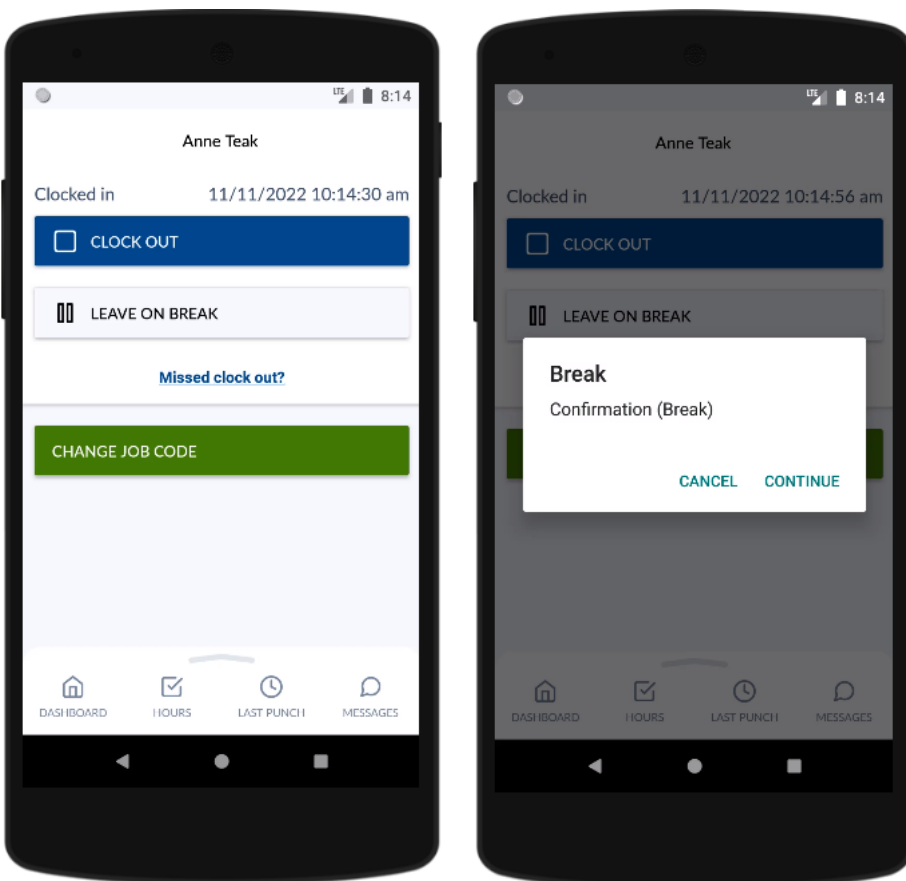 LTE 8:14
Anne Teak
Clocked in 11/11/2022 10:14:30 am
CLOCK OUT
LEAVE ON BREAK
Missed clock out?
CHANGE JOB CODE
DASHBOARD HOURS LAST PUNCH MESSAGES
LTE 8:14
Anne Teak
Clocked in 11/11/2022 10:14:56 am
CLOCK OUT
LEAVE ON BREAK
Break
Confirmation (Break)
CANCEL CONTINUE
DASHBOARD HOURS LAST PUNCH MESSAGES